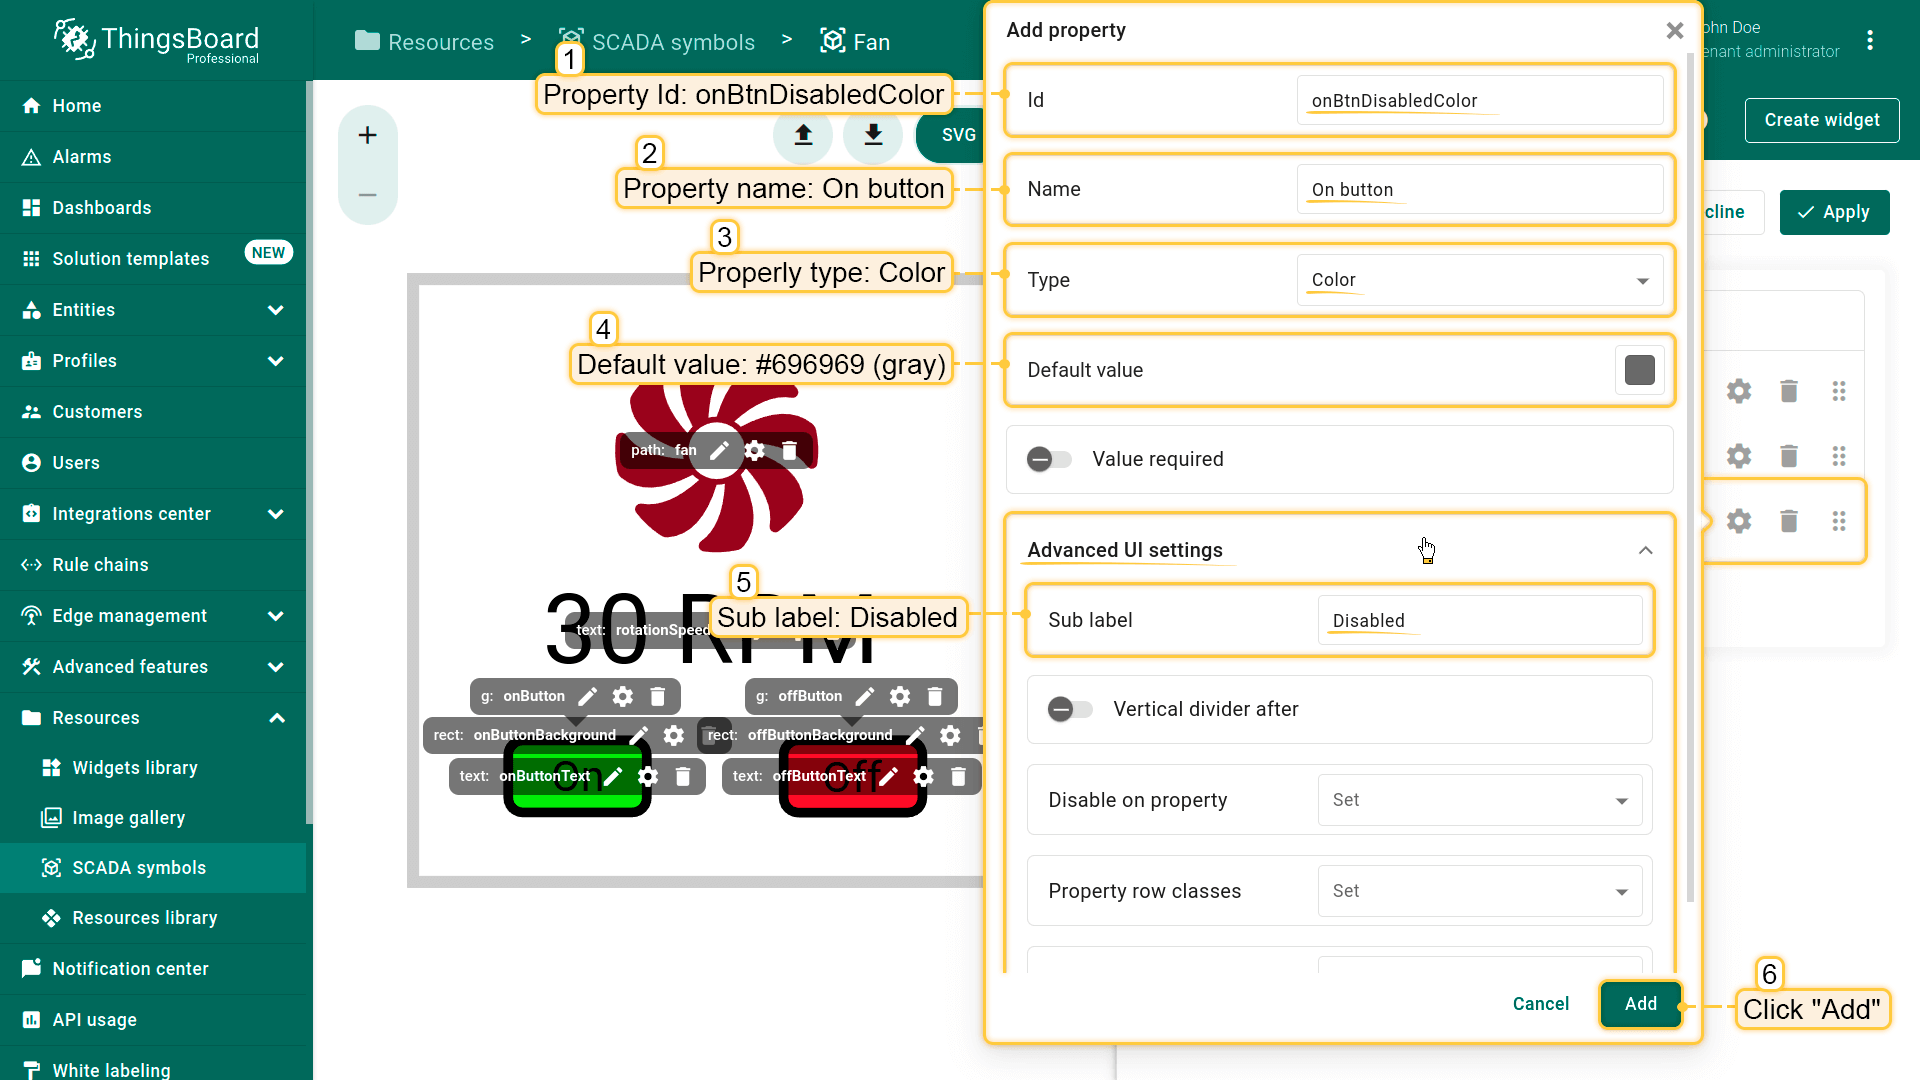 ThingsBoard
Professional
Resources > SCADA symbols > Fan
Add property
ohn Doe
enant administrator
1
Property Id: onBtnDisabledColor
Id
onBtnDisabledColor
SVG
Create widget
2
Property name: On button
Name
On button
cline
Apply
3
Properly type: Color
Type
Color
4
Default value: #696969 (gray)
Default value
Value required
Advanced UI settings
5
Sub label: Disabled
Sub label
Disabled
Vertical divider after
Disable on property
Set
Property row classes
Set
Cancel
Add
6
Click "Add"
Home
Alarms
Dashboards
Solution templates
NEW
Entities
Profiles
Customers
Users
Integrations center
Rule chains
Edge management
Advanced features
Resources
Widgets library
Image gallery
SCADA symbols
Resources library
Notification center
API usage
White labeling
path: fan
30 RPM
text: rotationSpeed
g: onButton
g: offButton
rect: onButtonBackground
rect: offButtonBackground
text: onButtonText
text: offButtonText
On
Off